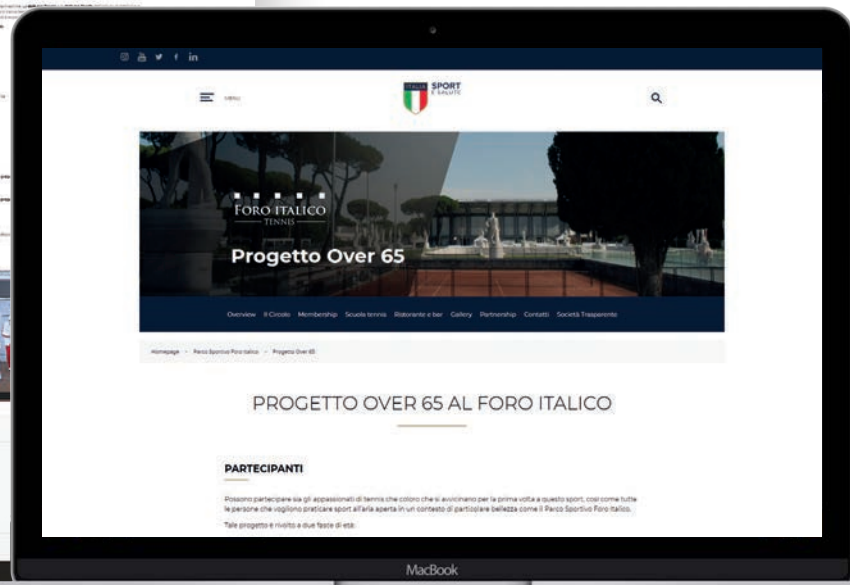 MENU
ITALIA
SPORT
E SALUTE
FORO ITALICO
TENNIS
Progetto Over 65
Overview Il Circolo Membership Scuola tennis Ristorante e bar Gallery Partnership Contatti Società Trasparente
Homepage - Parco Sportivo Foro Italico - Progetto Over 65
PROGETTO OVER 65 AL FORO ITALICO
PARTECIPANTI
Possono partecipare sia gli appassionati di tennis che coloro che si avvicinano per la prima volta a questo sport, così come tutte
le persone che vogliono praticare sport all'aria aperta in un contesto di particolare bellezza come il Parco Sportivo Foro Italico.
Tale progetto è rivolto a due fasce di età:
MacBook